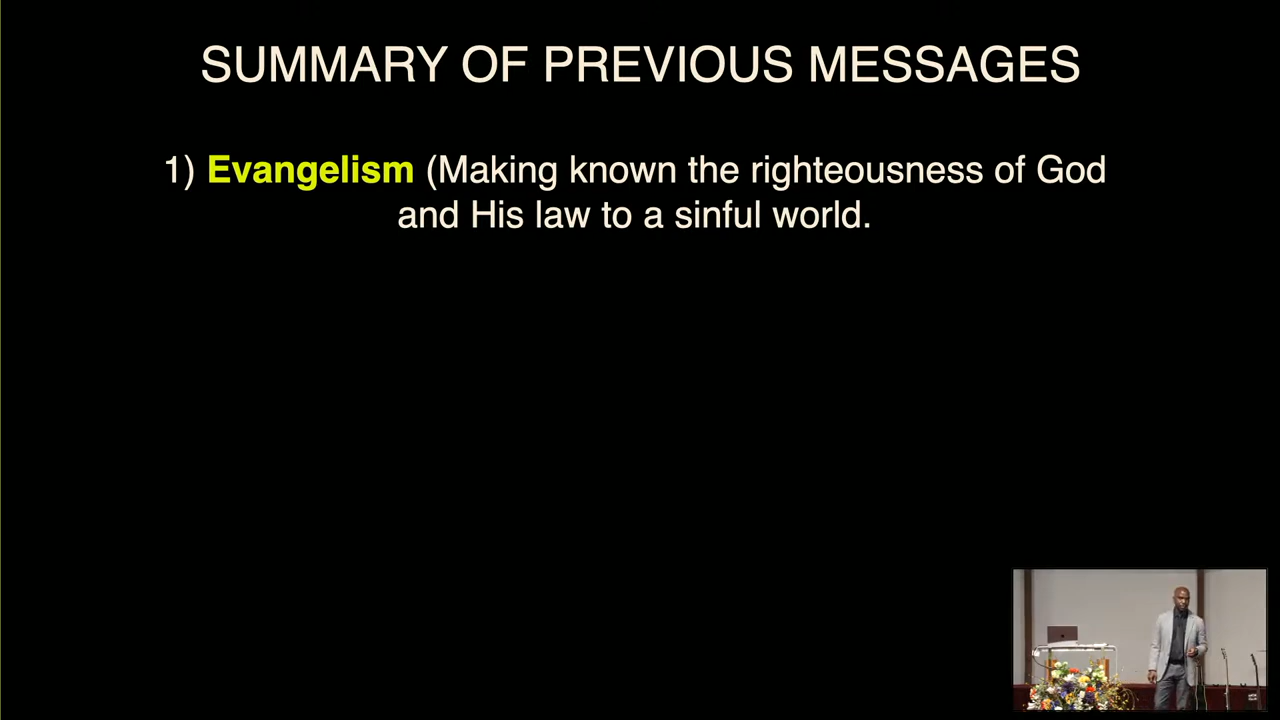 SUMMARY OF PREVIOUS MESSAGES
1) Evangelism (Making known the righteousness of God
and His law to a sinful world.